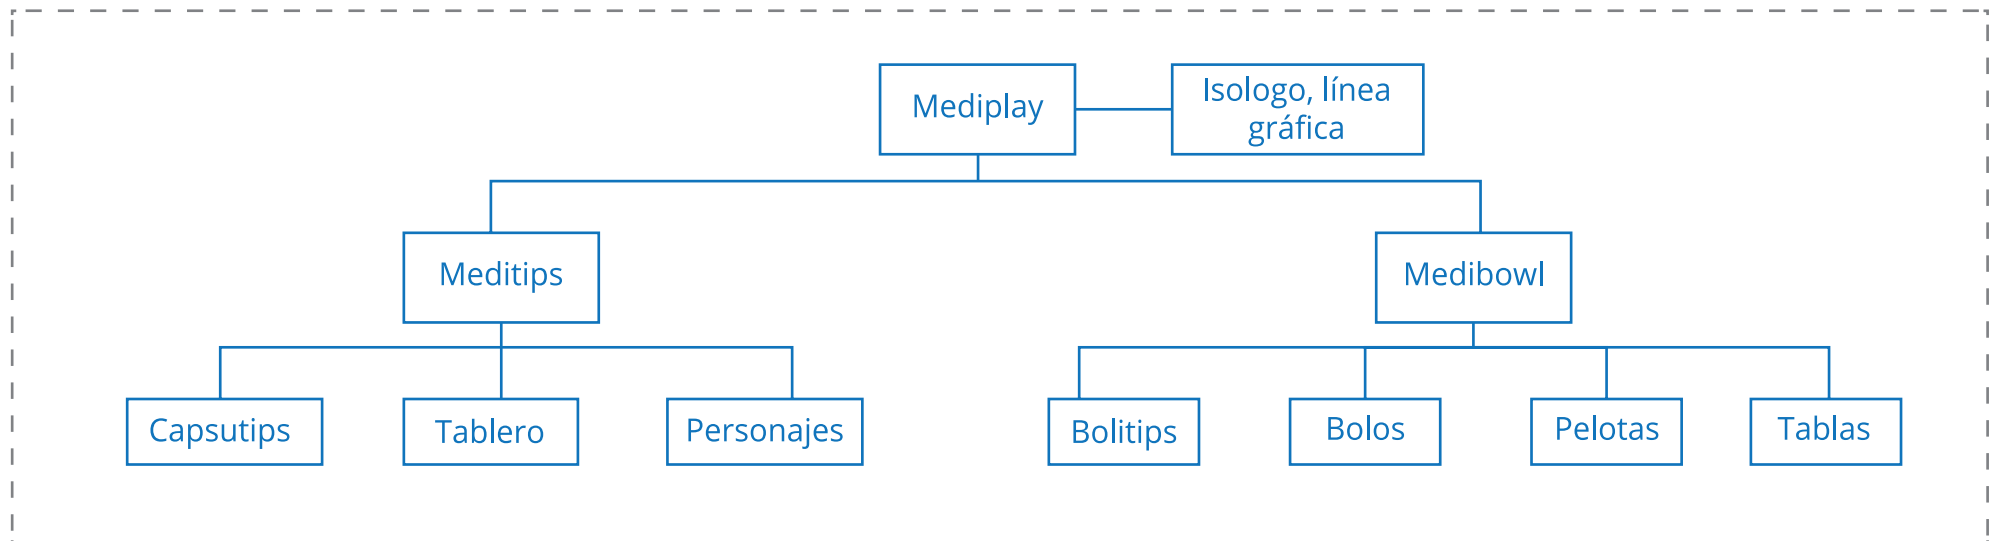 Mediplay
Isologo, línea
gráfica
Meditips
Medibowl
Capsutips
Tablero
Personajes
Bolitips
Bolos
Pelotas
Tablas